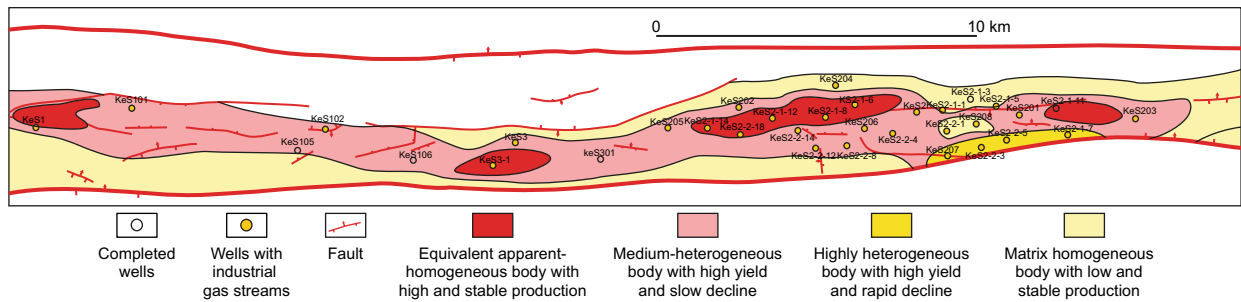 0 10 km
KeS204
KeS2-1-3
KeS101
KeS202
KS2-1-6
KeS2-1-5
KeS2-1-11
KeS1
KeS102
KeS205
KeS2-1-14
KeS2-1-12
KeS2-1-8
KeS2
KeS2-1-1
KeS201
KeS203
KeS2-2-18
KeS206
KeS2-2-1
KeS208
KeS105
KeS3
KeS2-2-14
KeS2-2-4
KeS2-2-5
KeS2-1-7
KeS106
KeS3-1
keS301
KeS2-2-12
KeS2-2-8
KeS207
KeS2-2-3
Completed
wells
Wells with
industrial
gas streams
Fault
Equivalent apparent-
homogeneous body with
high and stable production
Medium-heterogeneous
body with high yield
and slow decline
Highly heterogeneous
body with high yield
and rapid decline
Matrix homogeneous
body with low and
stable production